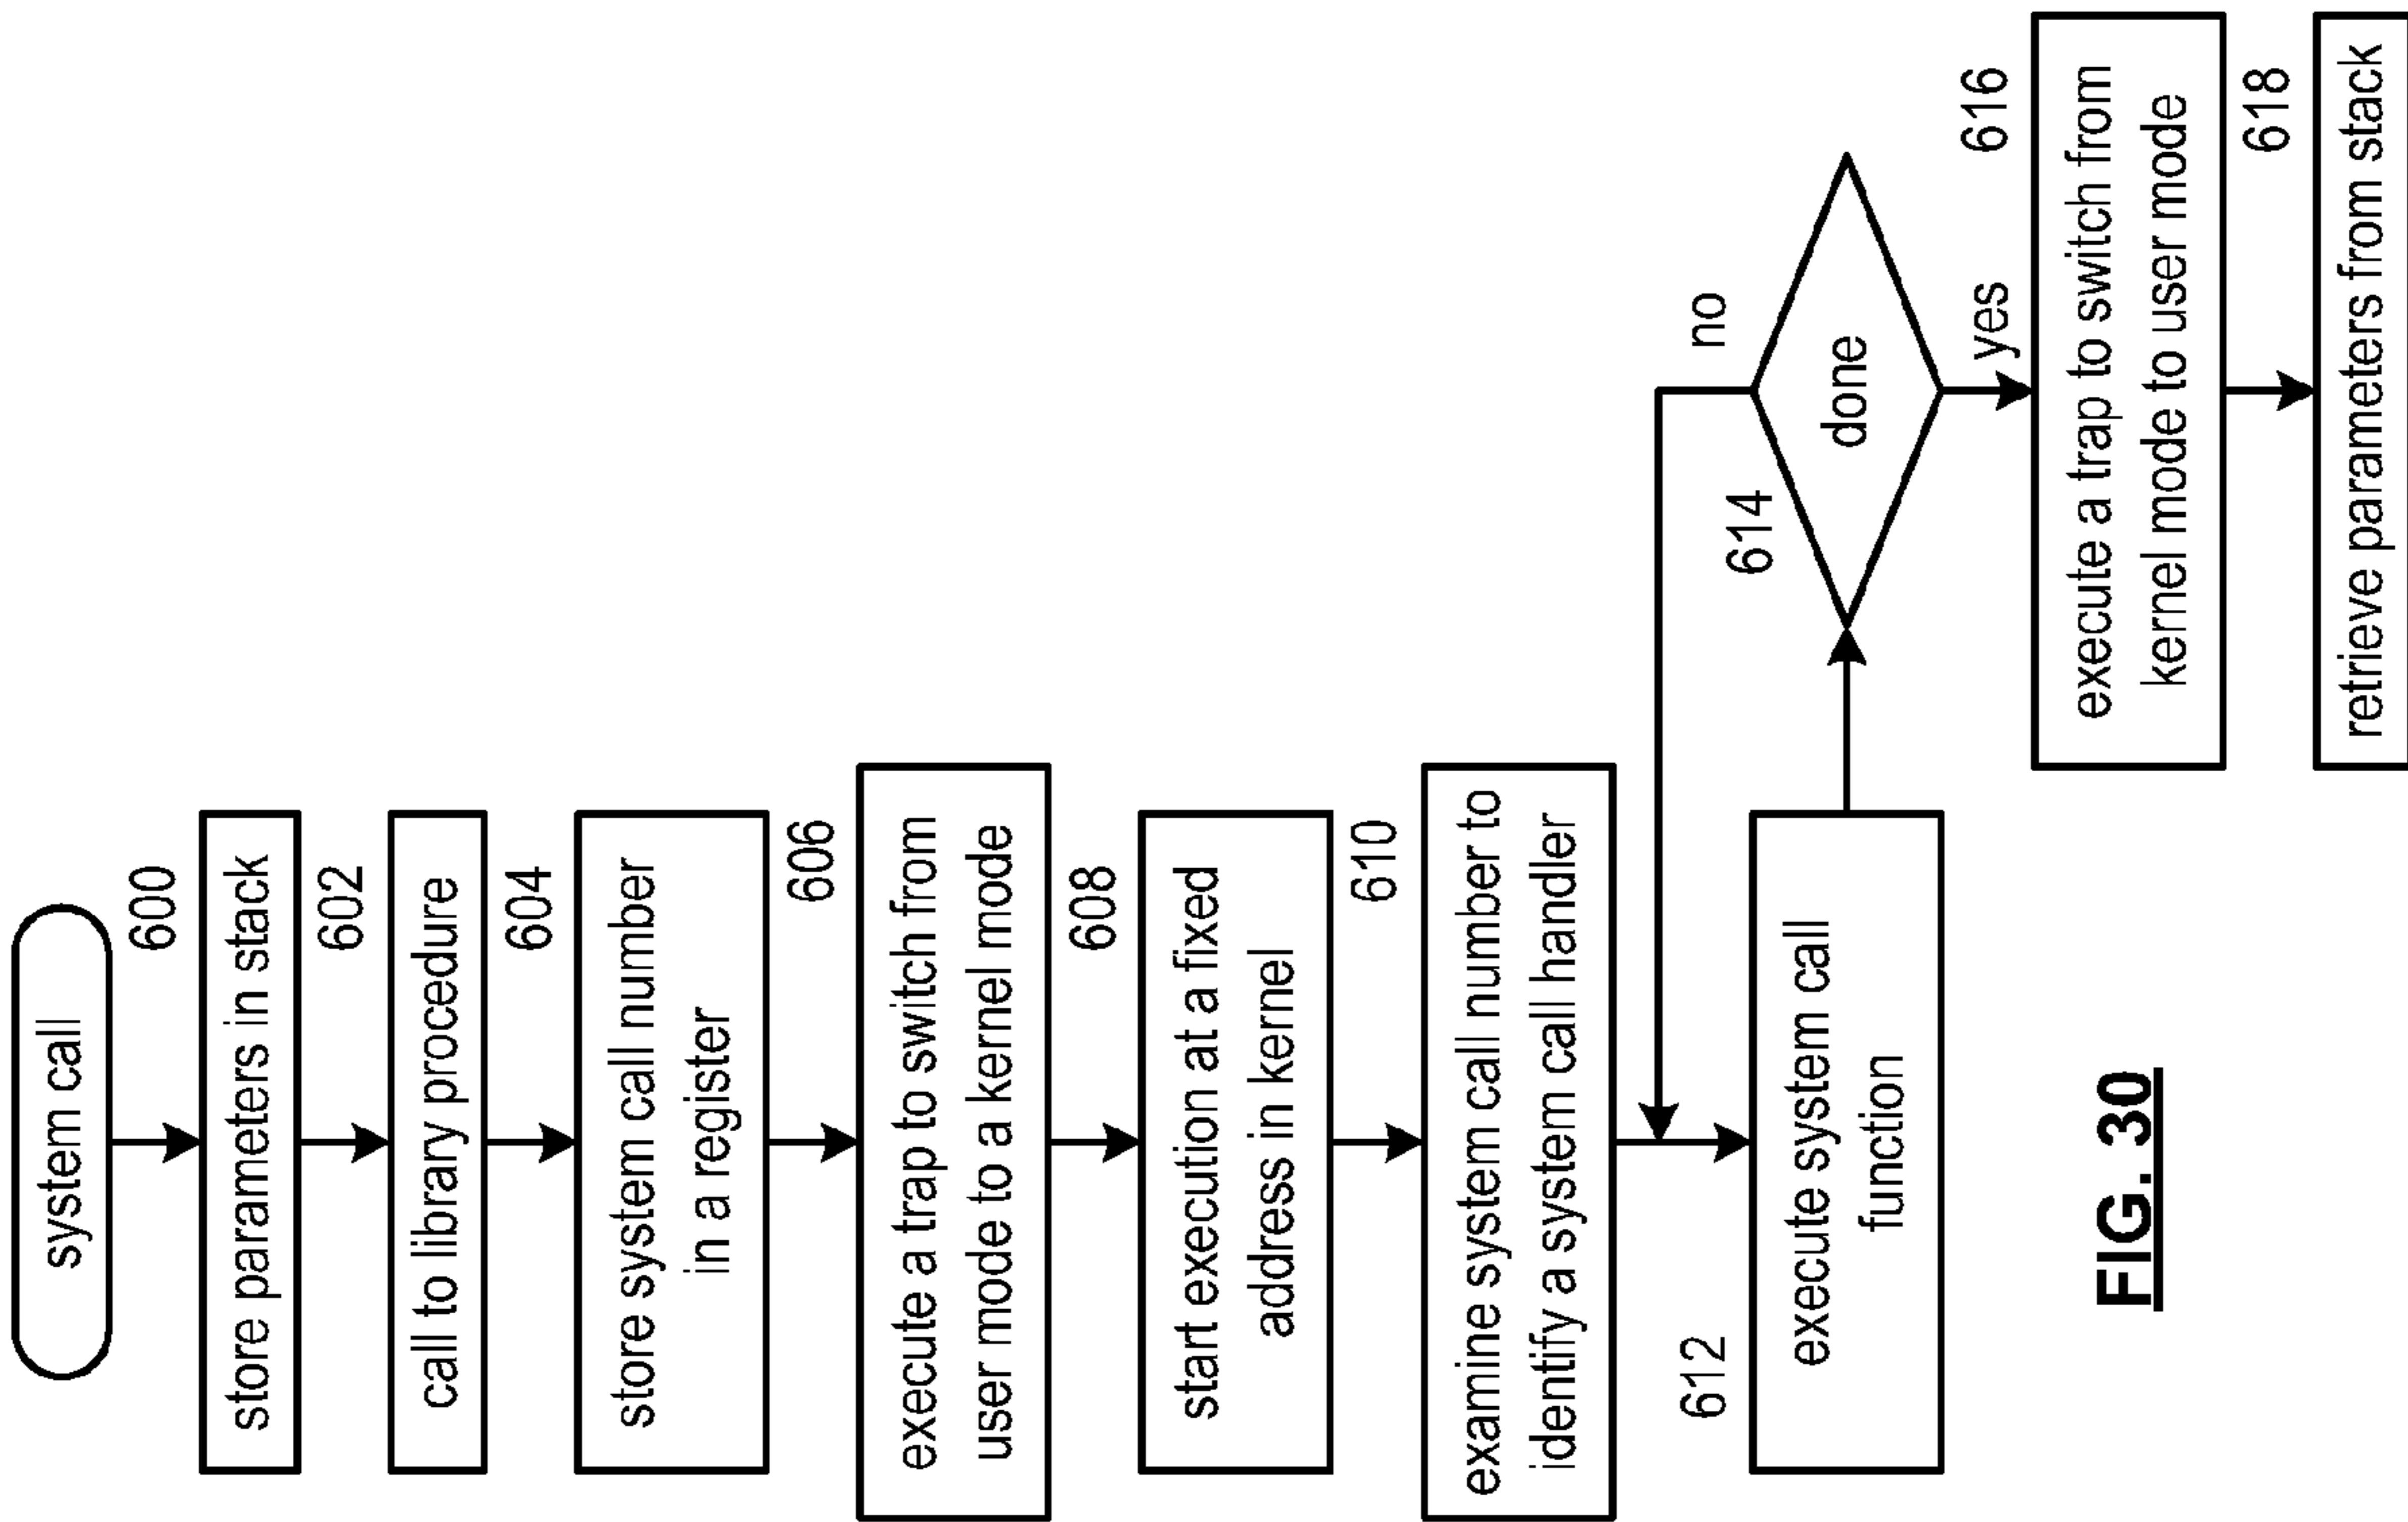 system call
600
store parameters in stack
602
call to library procedure
604
store system call number
in a register
606
execute a trap to switch from
user mode to a kernel mode
608
start execution at a fixed
address in kernel
610
examine system call number to
identify a system call handler
612
execute system call
function
614
done
no
yes
616
execute a trap to switch from
kernel mode to user mode
618
retrieve parameters from stack
FIG. 30